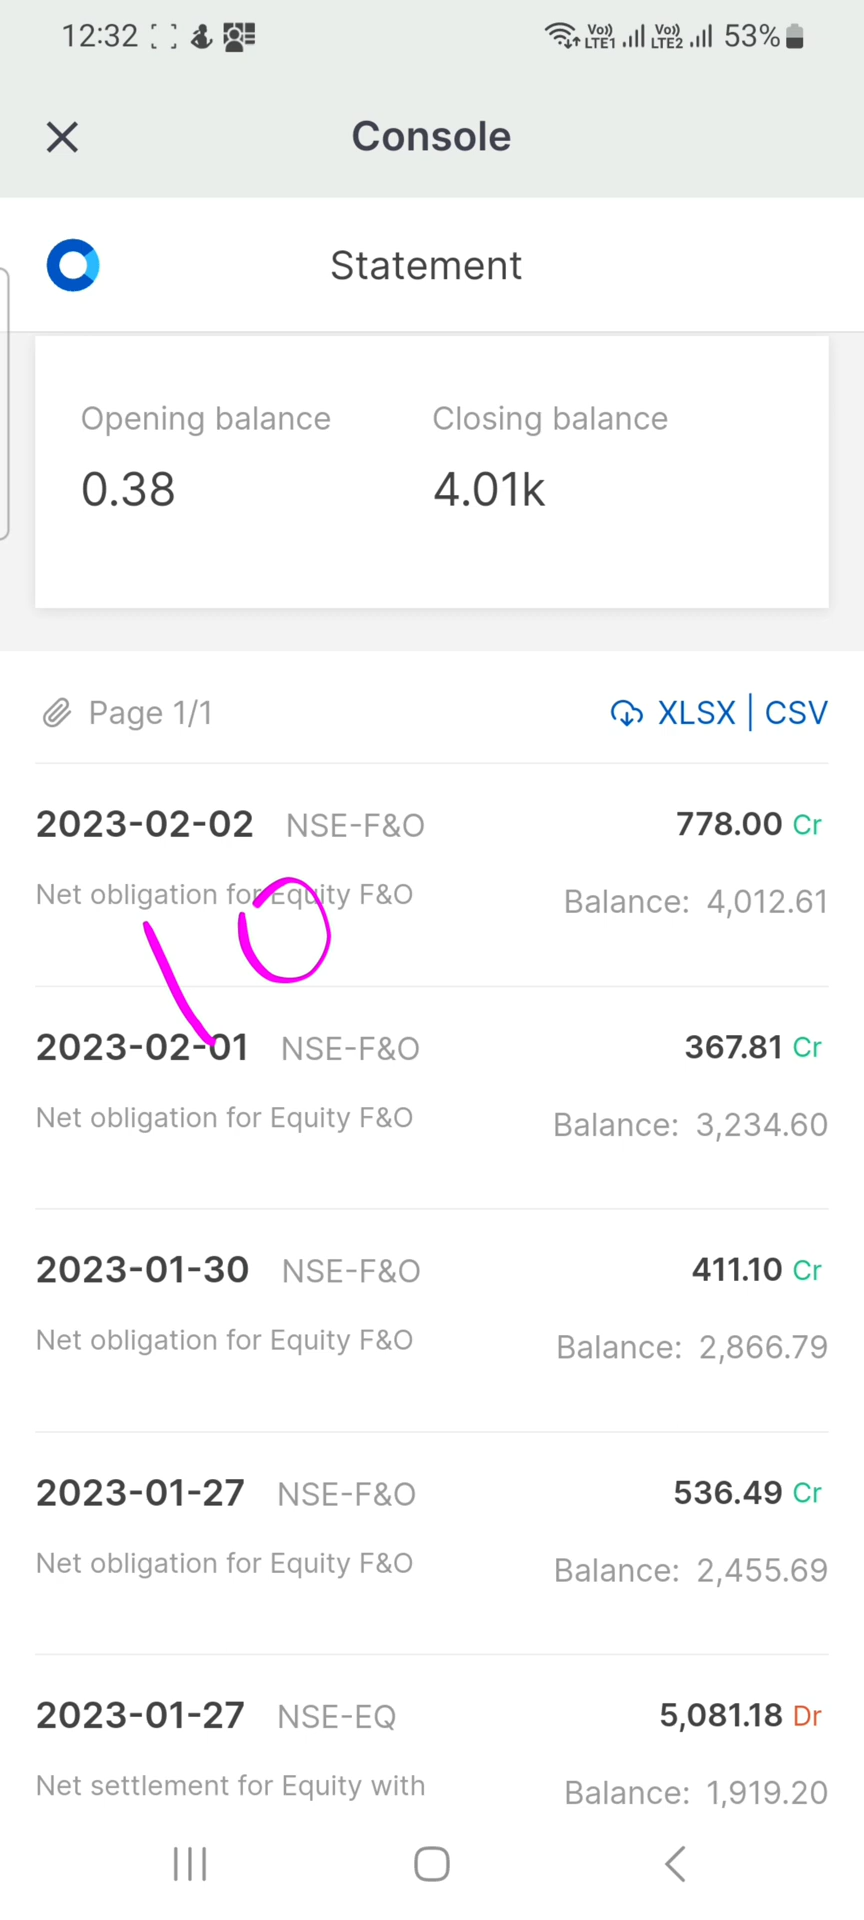 12:32 Vo)) LTE1 Vo)) LTE2 53%
Console
Statement
Opening balance Closing balance
0.38 4.01k
Page 1/1 XLSX | CSV
2023-02-02 NSE-F&O 778.00 Cr
Net obligation for Equity F&O Balance: 4,012.61
10
2023-02-01 NSE-F&O 367.81 Cr
Net obligation for Equity F&O Balance: 3,234.60
2023-01-30 NSE-F&O 411.10 Cr
Net obligation for Equity F&O Balance: 2,866.79
2023-01-27 NSE-F&O 536.49 Cr
Net obligation for Equity F&O Balance: 2,455.69
2023-01-27 NSE-EQ 5,081.18 Dr
Net settlement for Equity with Balance: 1,919.20